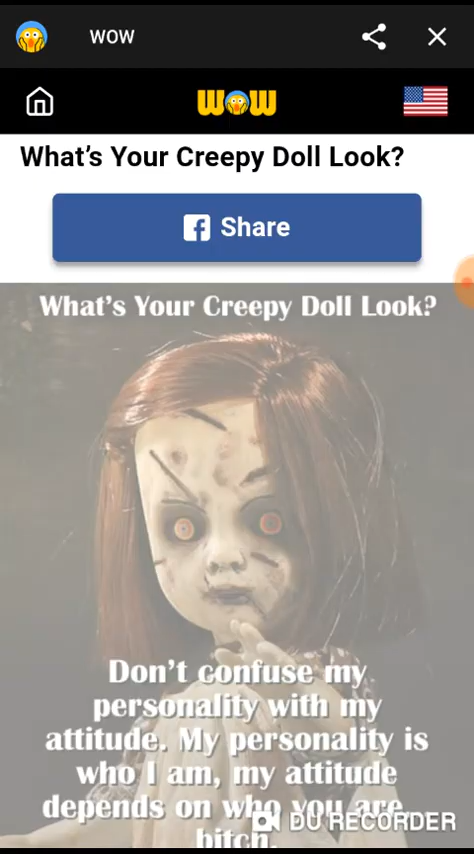 WOW
WOW
What's Your Creepy Doll Look?
Share
What's Your Creepy Doll Look?
Don't confuse my
personality with my
attitude. My personality is
who I am, my attitude
depends on who you are,
bitch.
DU RECORDER